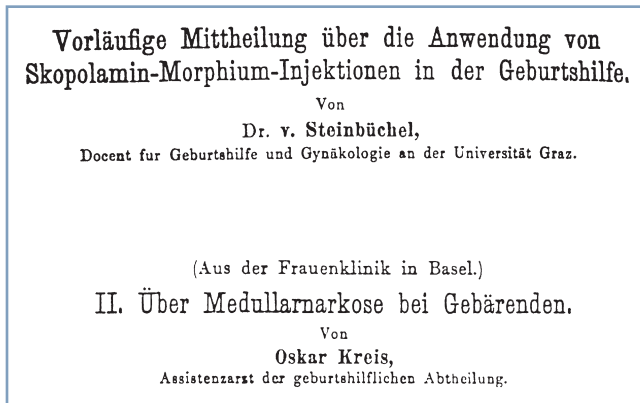 Vorläufige Mittheilung über die Anwendung von
Skopolamin-Morphium-Injektionen in der Geburtshilfe.
Von
Dr. v. Steinbüchel,
Docent fur Geburtshilfe und Gynäkologie an der Universität Graz.
(Aus der Frauenklinik in Basel.)
II. Über Medullarnarkose bei Gebärenden.
Von
Oskar Kreis,
Assistenzarzt der geburtshilflichen Abtheilung.